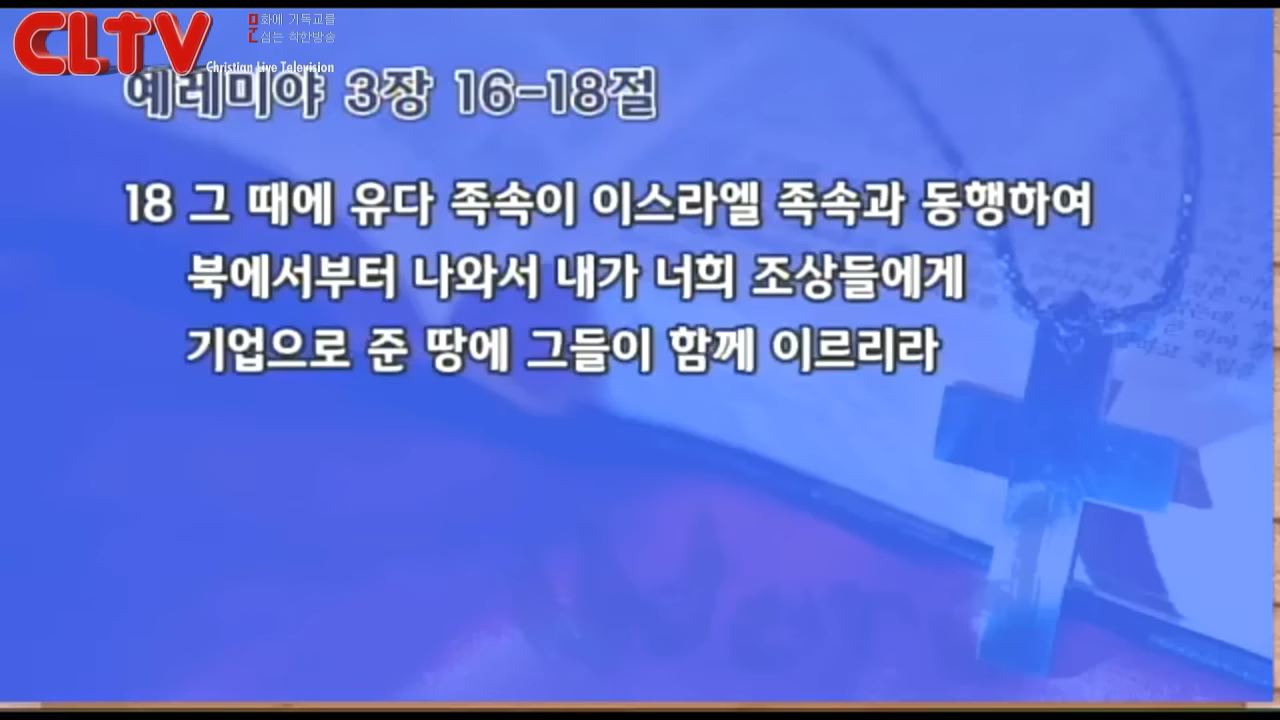 CLTV
문화에 기독교를
심는 착한방송
Christian Live Television
예레미야 3장 16-18절
18 그 때에 유다 족속이 이스라엘 족속과 동행하여
북에서부터 나와서 내가 너희 조상들에게
기업으로 준 땅에 그들이 함께 이르리라